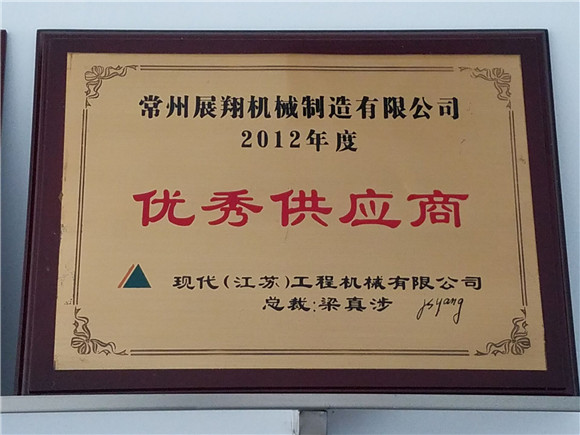 常州展翔机械制造有限公司
2012年度
优秀供应商
现代(江苏)工程机械有限公司
总裁:梁真涉 jsyang